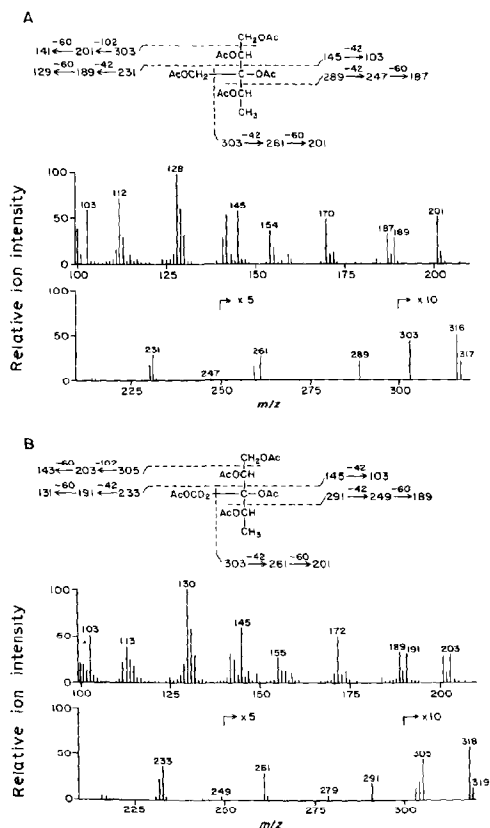 A
-60 -102
141←201←303
-60 -42
129←189←231
CH₂OAc
AcOCH
AcOCH₂ C OAc
AcOCH
CH₃
-42
145→103
-42 -60
289→247→187
-42 -60
303→261→201
Relative ion intensity
100
50
0
103
112
128
145
154
170
187
189
201
100 125 150 175 200
100
50
0
231
247
→ x 5
261
289
→ x 10
303
316
317
225 250 275 300
m/z
B
-60 -102
143←203←305
-60 -42
131←191←233
CH₂OAc
AcOCH
AcOCD₂ C OAc
AcOCH
CH₃
-42
145→103
-42 -60
291→249→189
-42 -60
303→261→201
Relative ion intensity
100
50
0
103
113
130
145
155
172
189
191
203
100 125 150 175 200
100
50
0
233
249
→ x 5
261
279
291
→ x 10
305
318
319
225 250 275 300
m/z